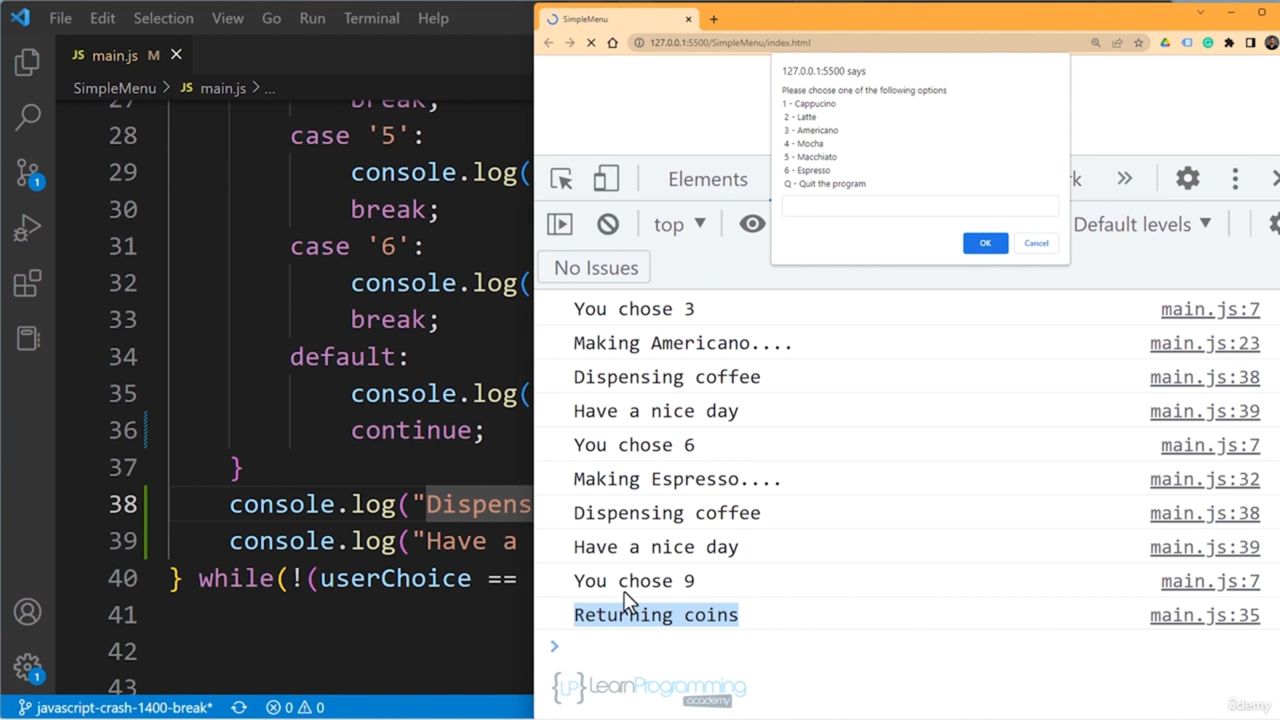 File Edit Selection View Go Run Terminal Help
JS main.js M
SimpleMenu > JS main.js > ...
27 break;
28 case '5':
29 console.log(
30 break;
31 case '6':
32 console.log(
33 break;
34 default:
35 console.log(
36 continue;
37 }
38 console.log("Dispens
39 console.log("Have a
40 } while(!(userChoice ==
41
42
43
1
1
javascript-crash-1400-break* 0 0
SimpleMenu
127.0.0.1:5500/SimpleMenu/index.html
127.0.0.1:5500 says
Please choose one of the following options
1 - Cappucino
2 - Latte
3 - Americano
4 - Mocha
5 - Macchiato
6 - Espresso
Q - Quit the program
OK Cancel
Elements
top ▼ Default levels ▼
No Issues
You chose 3 main.js:7
Making Americano.... main.js:23
Dispensing coffee main.js:38
Have a nice day main.js:39
You chose 6 main.js:7
Making Espresso.... main.js:32
Dispensing coffee main.js:38
Have a nice day main.js:39
You chose 9 main.js:7
Returning coins main.js:35
>
{LP} LearnProgramming
academy
ûdemy